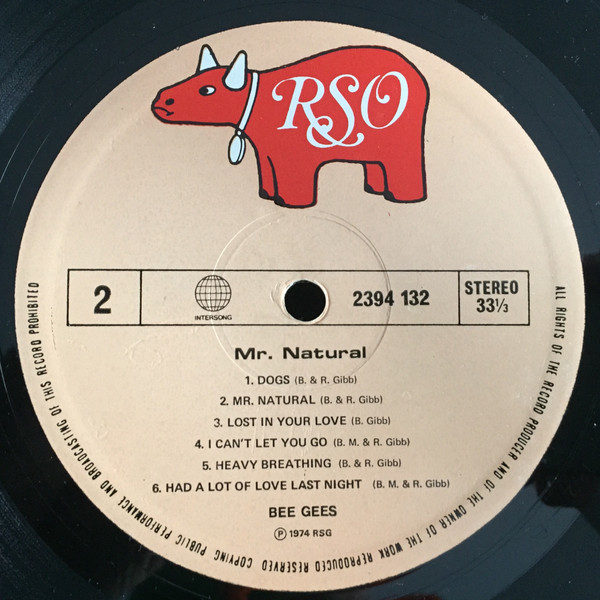 RSO
2
INTERSONG
2394 132
STEREO
33⅓
Mr. Natural
1. DOGS (B. & R. Gibb)
2. MR. NATURAL (B. & R. Gibb)
3. LOST IN YOUR LOVE (B. Gibb)
4. I CAN'T LET YOU GO (B. M. & R. Gibb)
5. HEAVY BREATHING (B. & R. Gibb)
6. HAD A LOT OF LOVE LAST NIGHT (B. M. & R. Gibb)
BEE GEES
Ⓟ 1974 RSG
ALL RIGHTS OF THE RECORD PRODUCER AND OF THE OWNER OF THE WORK REPRODUCED RESERVED COPYING PUBLIC PERFORMANCE AND BROADCASTING OF THIS RECORD PROHIBITED